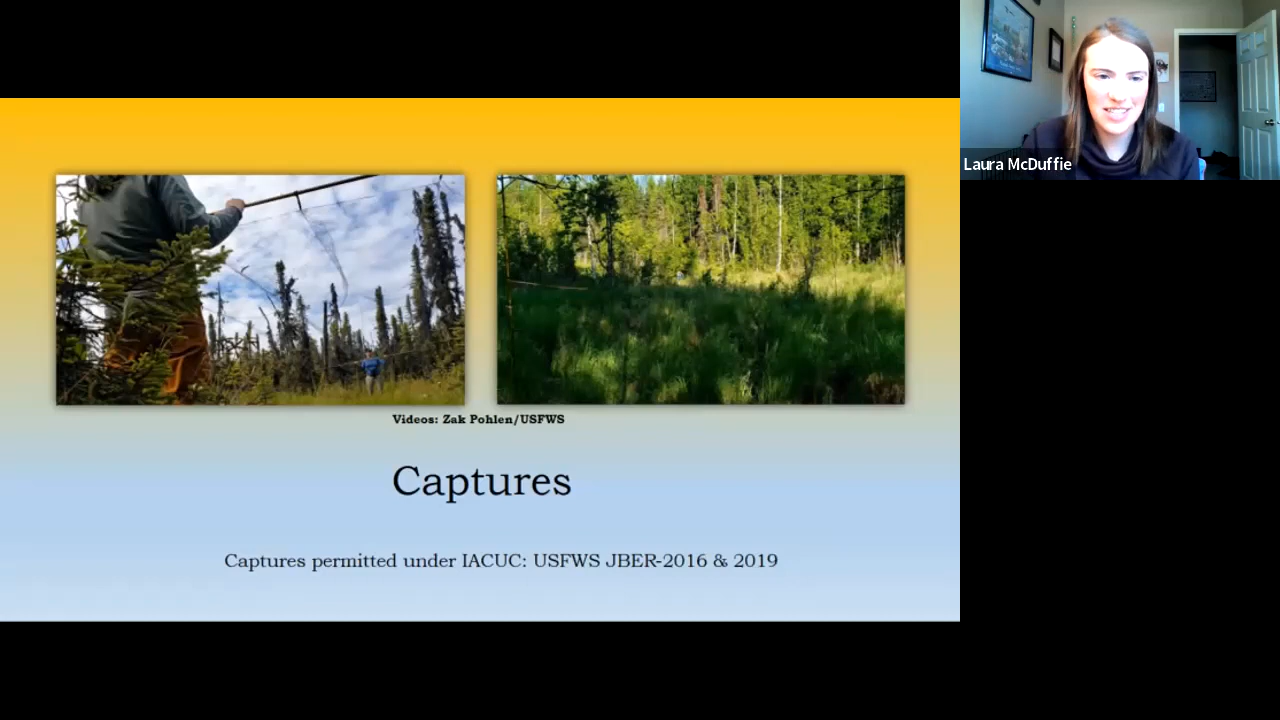 Laura McDuffie
Videos: Zak Pohlen/USFWS
Captures
Captures permitted under IACUC: USFWS JBER-2016 & 2019